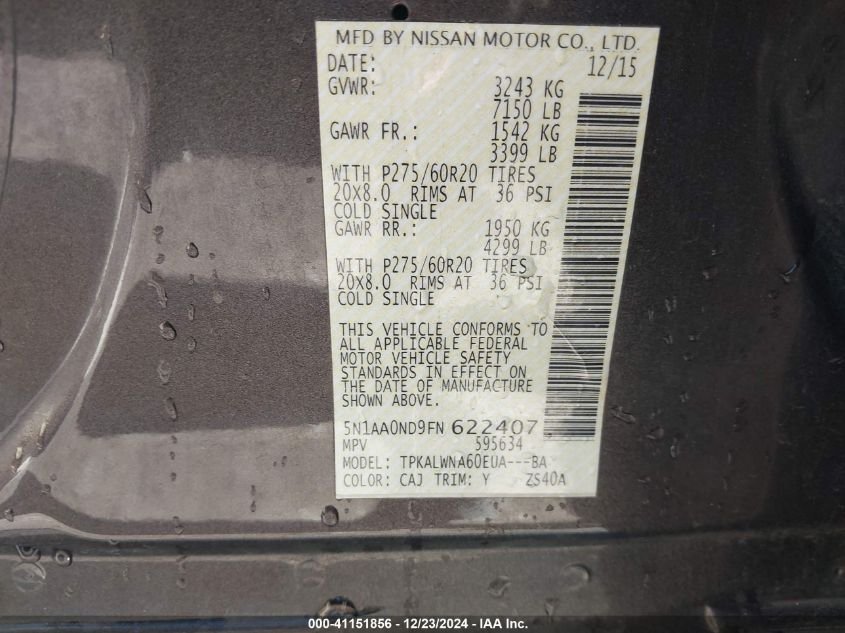 MFD BY NISSAN MOTOR CO., LTD.
DATE: 12/15
GVWR: 3243 KG
7150 LB
GAWR FR.: 1542 KG
3399 LB
WITH P275/60R20 TIRES
20X8.0 RIMS AT 36 PSI
COLD SINGLE
GAWR RR.: 1950 KG
4299 LB
WITH P275/60R20 TIRES
20X8.0 RIMS AT 36 PSI
COLD SINGLE
THIS VEHICLE CONFORMS TO
ALL APPLICABLE FEDERAL
MOTOR VEHICLE SAFETY
STANDARDS IN EFFECT ON
THE DATE OF MANUFACTURE
SHOWN ABOVE.
5N1AA0ND9FN 622407
MPV 595634
MODEL: TPKALWNA60EUA---BA
COLOR: CAJ TRIM: Y ZS40A
000-41151856 - 12/23/2024 - IAA Inc.